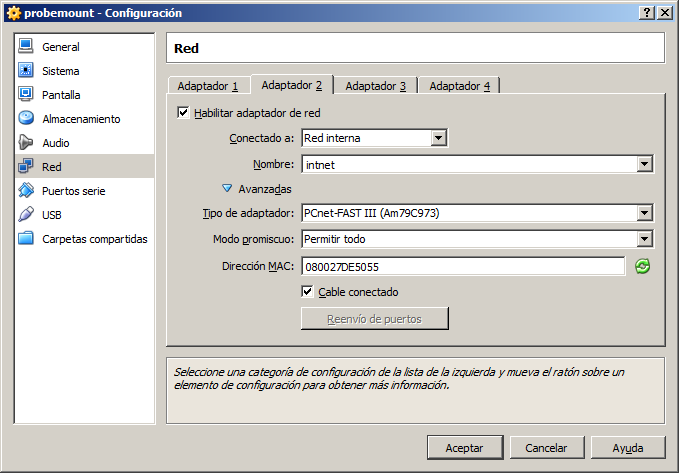 probemount - Configuración
General
Sistema
Pantalla
Almacenamiento
Audio
Red
Puertos serie
USB
Carpetas compartidas
Red
Adaptador 1 Adaptador 2 Adaptador 3 Adaptador 4
Habilitar adaptador de red
Conectado a: Red interna
Nombre: intnet
Avanzadas
Tipo de adaptador: PCnet-FAST III (Am79C973)
Modo promiscuo: Permitir todo
Dirección MAC: 080027DE5055
Cable conectado
Reenvío de puertos
Seleccione una categoría de configuración de la lista de la izquierda y mueva el ratón sobre un
elemento de configuración para obtener más información.
Aceptar Cancelar Ayuda